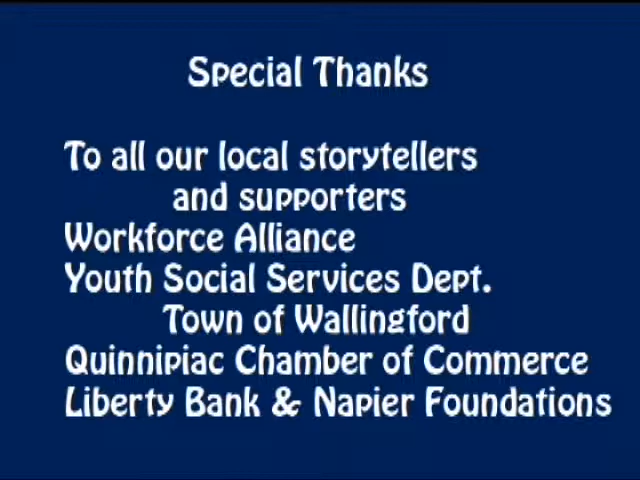 Special Thanks
To all our local storytellers
and supporters
Workforce Alliance
Youth Social Services Dept.
Town of Wallingford
Quinnipiac Chamber of Commerce
Liberty Bank & Napier Foundations